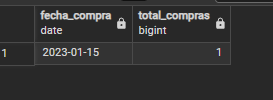 fecha_compra total_compras
date bigint
1 2023-01-15 1